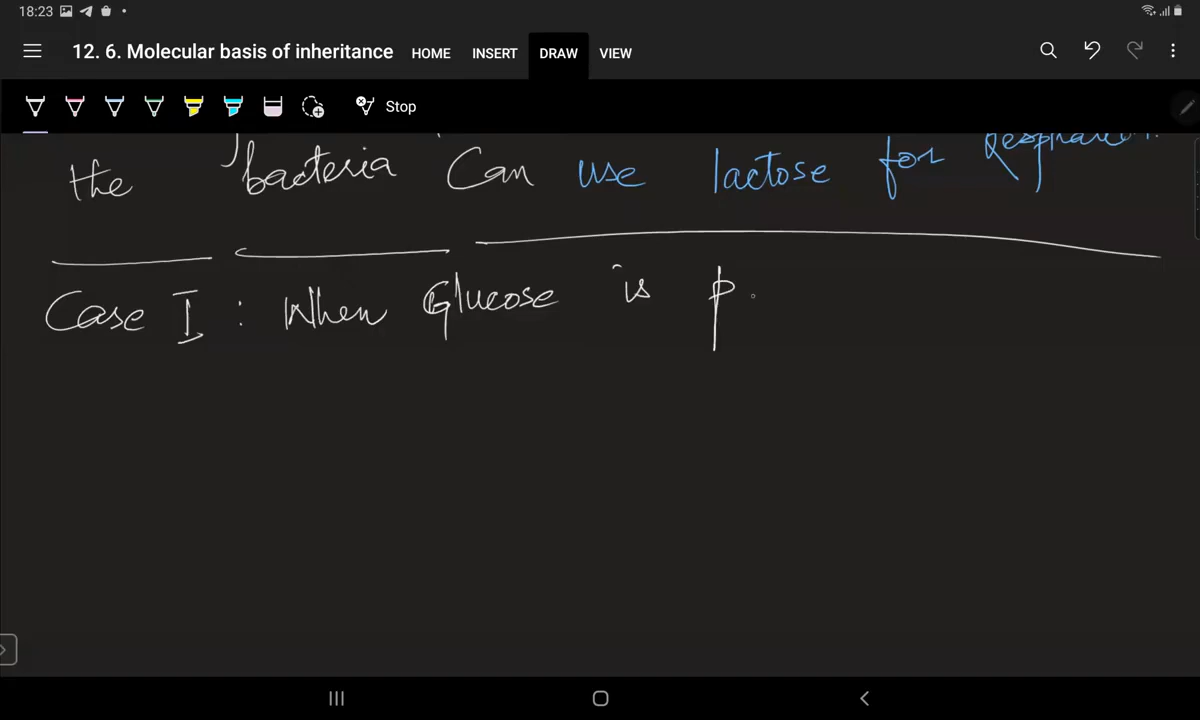 18:23
12. 6. Molecular basis of inheritance HOME INSERT DRAW VIEW
Stop
the bacteria can use lactose for
Case I : When Glucose is p